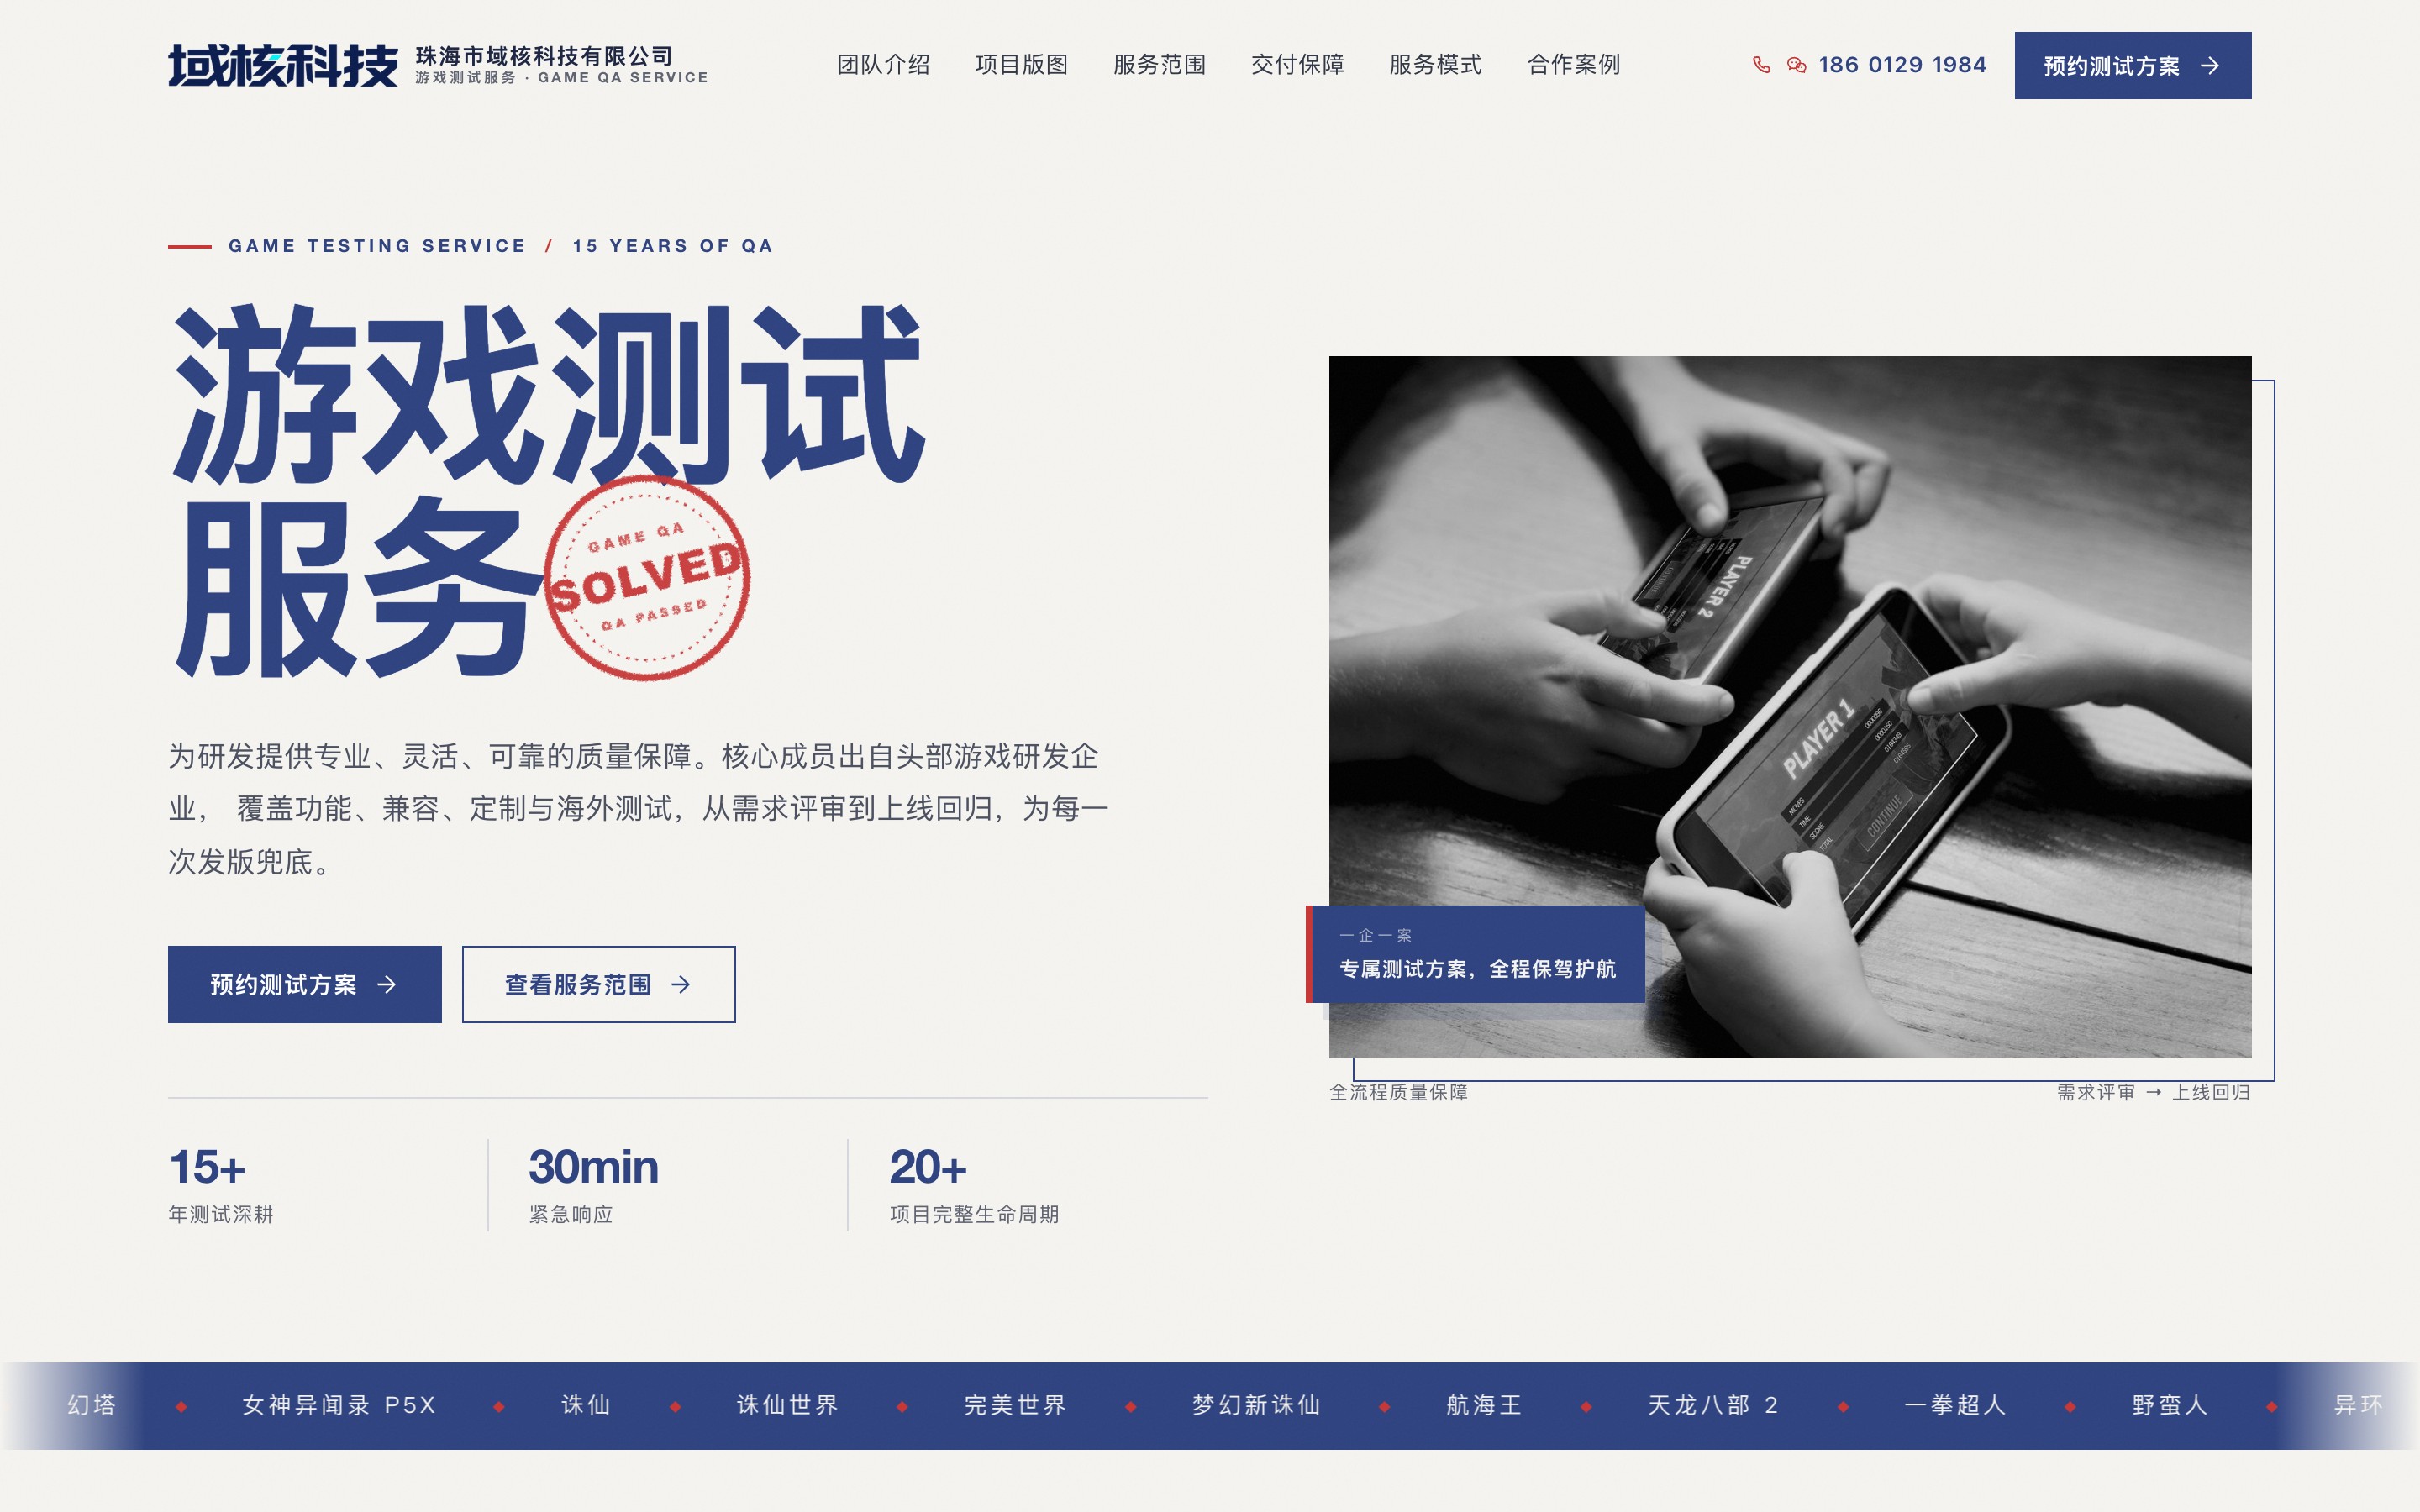 域核科技
珠海市域核科技有限公司
游戏测试服务 · GAME QA SERVICE
团队介绍 项目版图 服务范围 交付保障 服务模式 合作案例
186 0129 1984
预约测试方案 →
GAME TESTING SERVICE / 15 YEARS OF QA
游戏测试
服务
GAME QA
SOLVED
QA PASSED
为研发提供专业、灵活、可靠的质量保障。核心成员出自头部游戏研发企
业， 覆盖功能、兼容、定制与海外测试，从需求评审到上线回归，为每一
次发版兜底。
预约测试方案 →
查看服务范围 →
PLAYER 2
PLAYER 1
MOVES
TIME
SCORE
TOTAL
CONTINUE
一企一案
专属测试方案，全程保驾护航
全流程质量保障
需求评审 → 上线回归
15+
年测试深耕
30min
紧急响应
20+
项目完整生命周期
幻塔 ◆ 女神异闻录 P5X ◆ 诛仙 ◆ 诛仙世界 ◆ 完美世界 ◆ 梦幻新诛仙 ◆ 航海王 ◆ 天龙八部 2 ◆ 一拳超人 ◆ 野蛮人 ◆ 异环